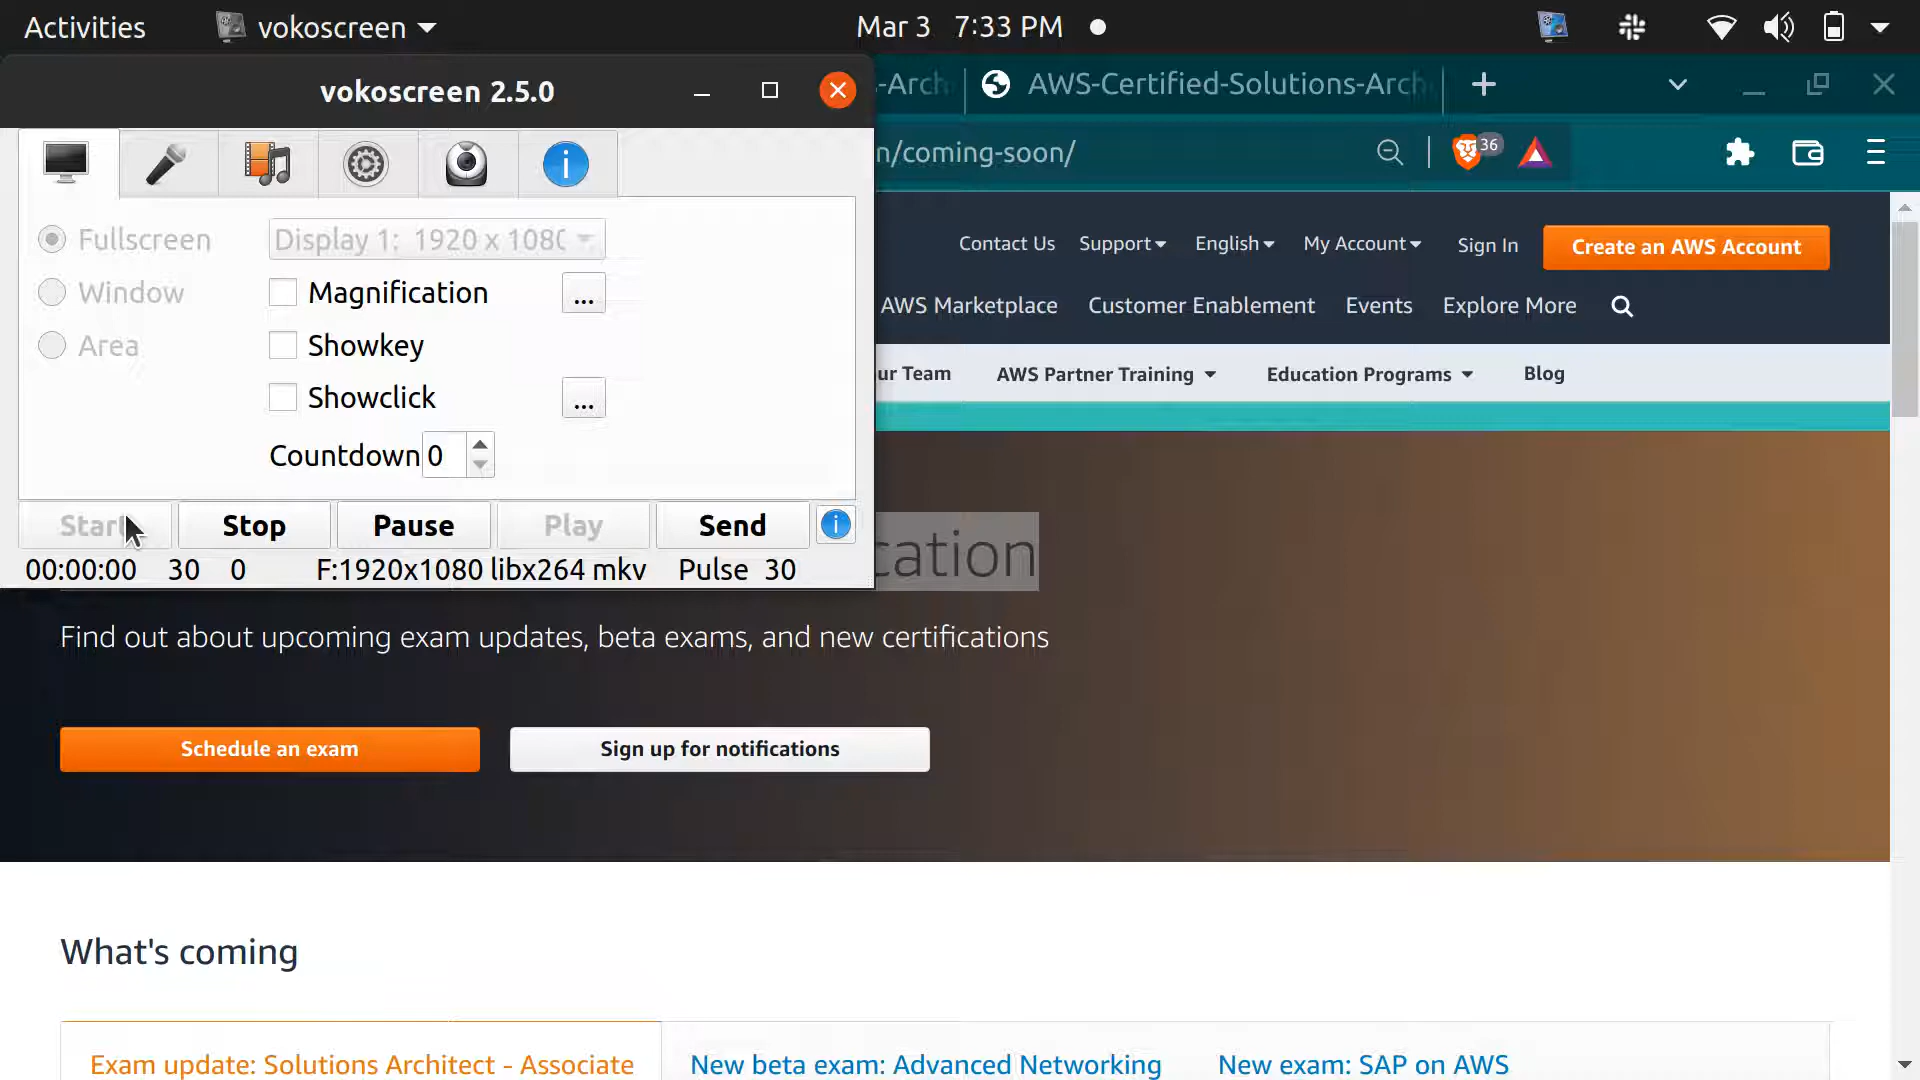 Activities
vokoscreen
Mar 3 7:33 PM
vokoscreen 2.5.0
-Arch
AWS-Certified-Solutions-Arch
n/coming-soon/
36
Fullscreen
Display 1: 1920 x 1080
Window
Magnification
...
Area
Showkey
Showclick
...
Countdown 0
Start
Stop
Pause
Play
Send
00:00:00 30 0 F:1920x1080 libx264 mkv Pulse 30
Contact Us
Support
English
My Account
Sign In
Create an AWS Account
AWS Marketplace
Customer Enablement
Events
Explore More
ur Team
AWS Partner Training
Education Programs
Blog
cation
Find out about upcoming exam updates, beta exams, and new certifications
Schedule an exam
Sign up for notifications
What's coming
Exam update: Solutions Architect - Associate
New beta exam: Advanced Networking
New exam: SAP on AWS